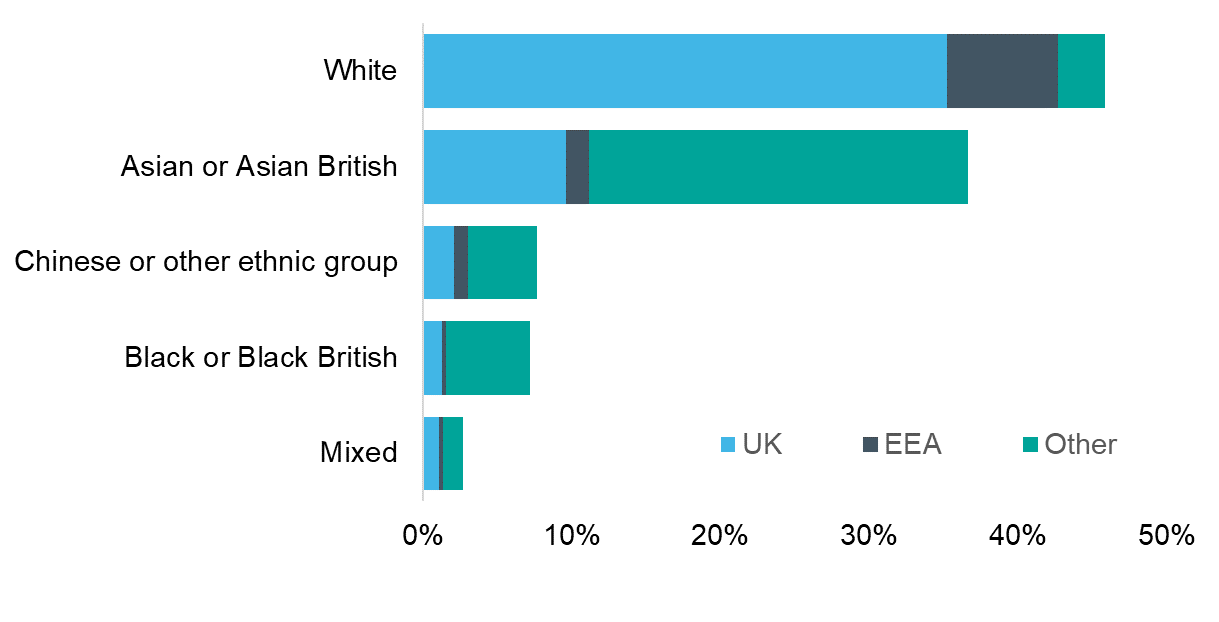 White
Asian or Asian British
Chinese or other ethnic group
Black or Black British
Mixed
UK EEA Other
0% 10% 20% 30% 40% 50%